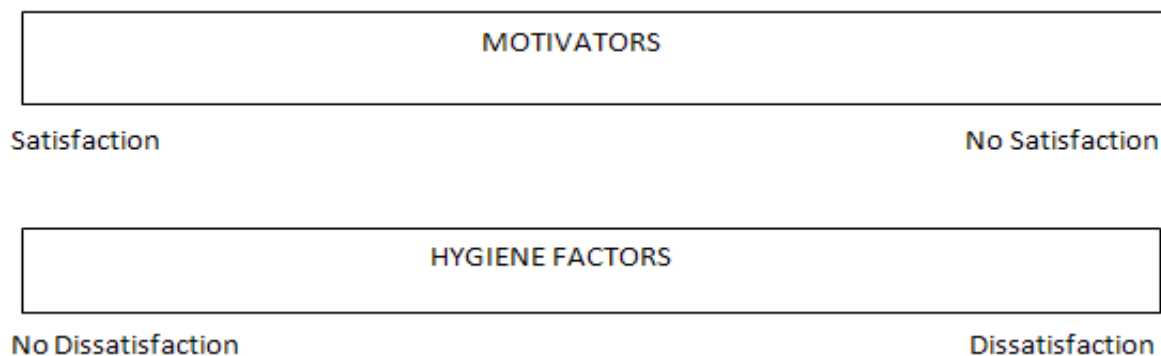 MOTIVATORS
Satisfaction No Satisfaction
HYGIENE FACTORS
No Dissatisfaction Dissatisfaction